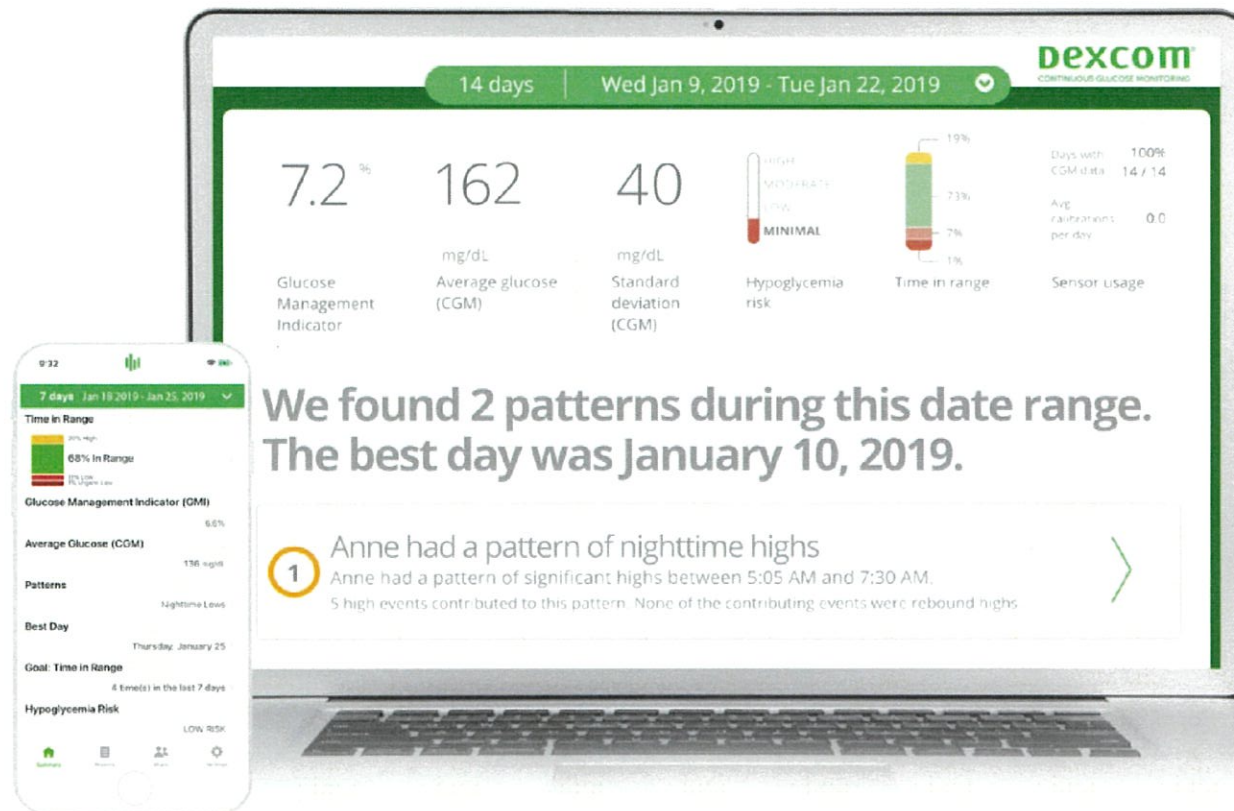 Dexcom
CONTINUOUS GLUCOSE MONITORING
14 days Wed Jan 9, 2019 - Tue Jan 22, 2019
7.2 %
Glucose
Management
Indicator
162
mg/dL
Average glucose
(CGM)
40
mg/dL
Standard
deviation
(CGM)
HIGH
MODERATE
LOW
MINIMAL
Hypoglycemia
risk
19%
73%
7%
1%
Time in range
Days with 100%
CGM data 14 / 14
Avg.
calibrations 0.0
per day
Sensor usage
We found 2 patterns during this date range.
The best day was January 10, 2019.
1
Anne had a pattern of nighttime highs
Anne had a pattern of significant highs between 5:05 AM and 7:30 AM.
5 high events contributed to this pattern. None of the contributing events were rebound highs
9:32
7 days Jan 19 2019 - Jan 25, 2019
Time in Range
High
68% In Range
Low
Urgent Low
Glucose Management Indicator (GMI)
6.6%
Average Glucose (CGM)
136 mg/dL
Patterns
Nighttime Lows
Best Day
Thursday, January 25
Goal: Time in Range
4 time(s) in the last 7 days
Hypoglycemia Risk
LOW RISK
Summary